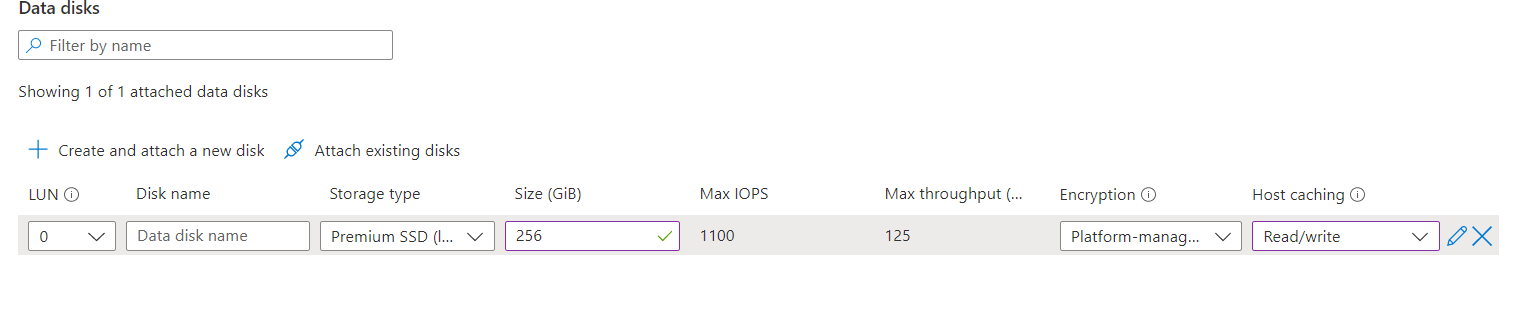 Data disks
Filter by name
Showing 1 of 1 attached data disks
Create and attach a new disk Attach existing disks
LUN Disk name Storage type Size (GiB) Max IOPS Max throughput (... Encryption Host caching
0 Data disk name Premium SSD (l... 256 1100 125 Platform-manag... Read/write